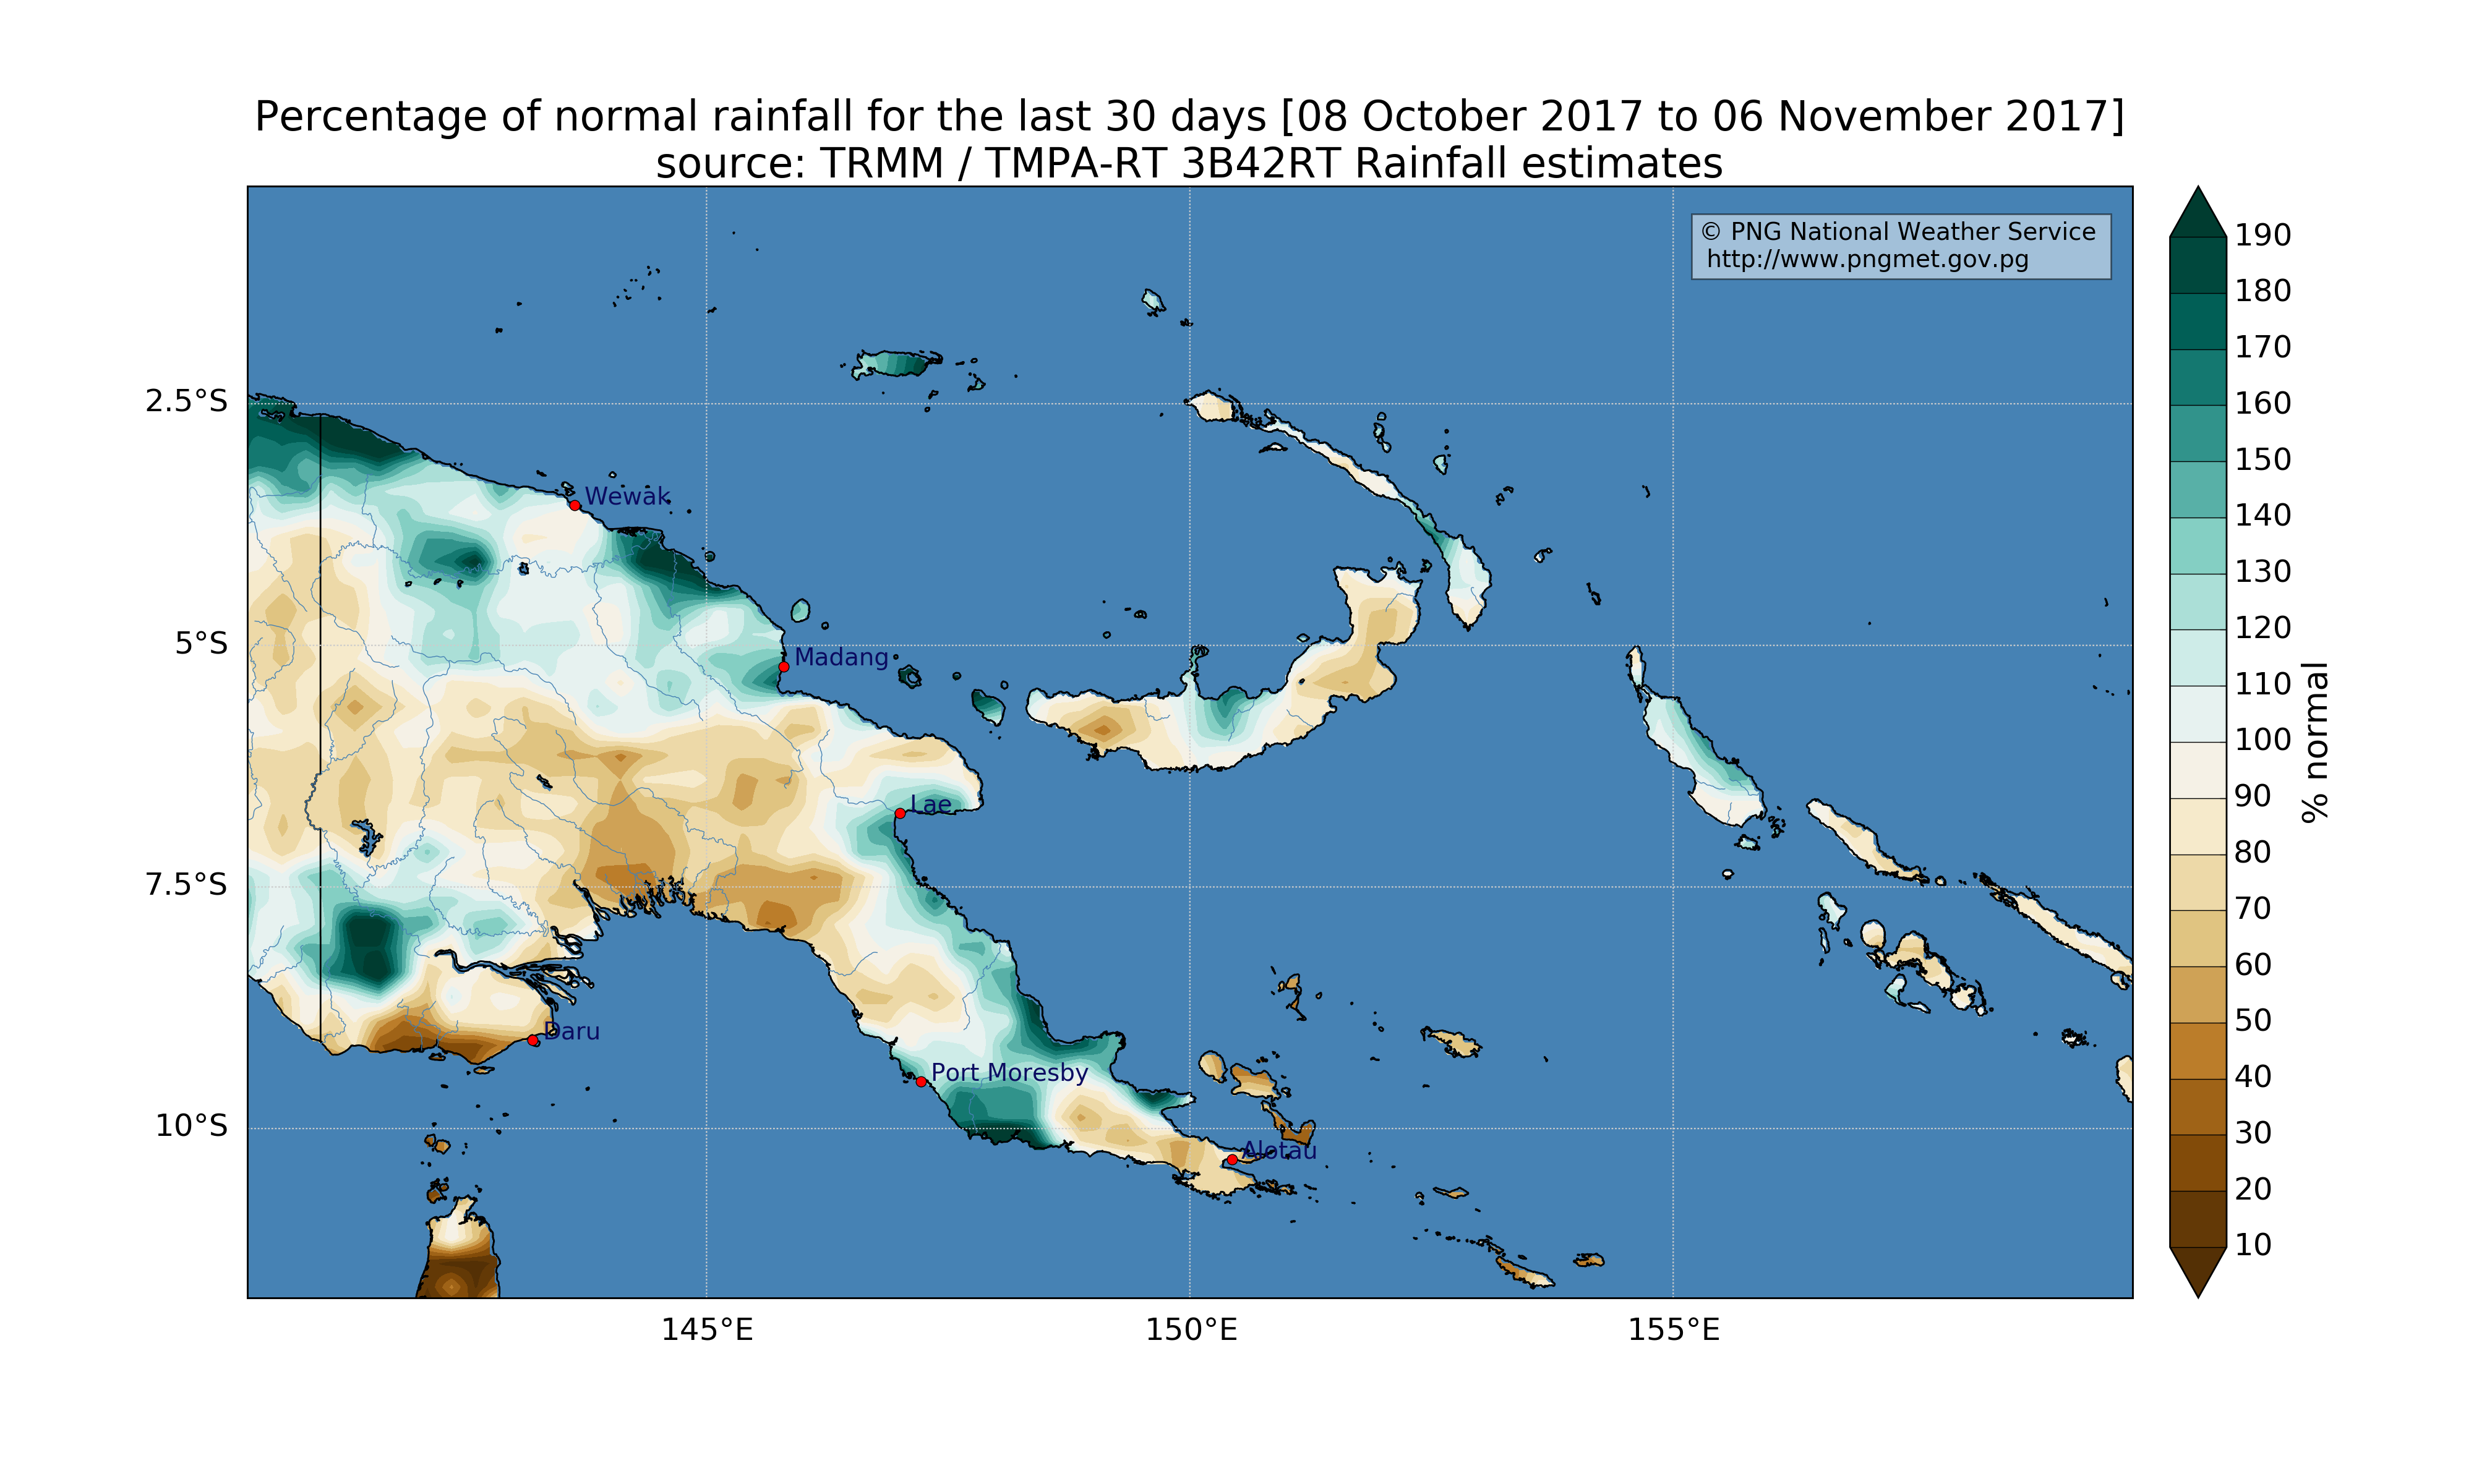 Percentage of normal rainfall for the last 30 days [08 October 2017 to 06 November 2017]
source: TRMM / TMPA-RT 3B42RT Rainfall estimates
© PNG National Weather Service
http://www.pngmet.gov.pg
2.5°S
5°S
7.5°S
10°S
145°E
150°E
155°E
Wewak
Madang
Lae
Daru
Port Moresby
Alotau
190
180
170
160
150
140
130
120
110
100
90
80
70
60
50
40
30
20
10
% normal